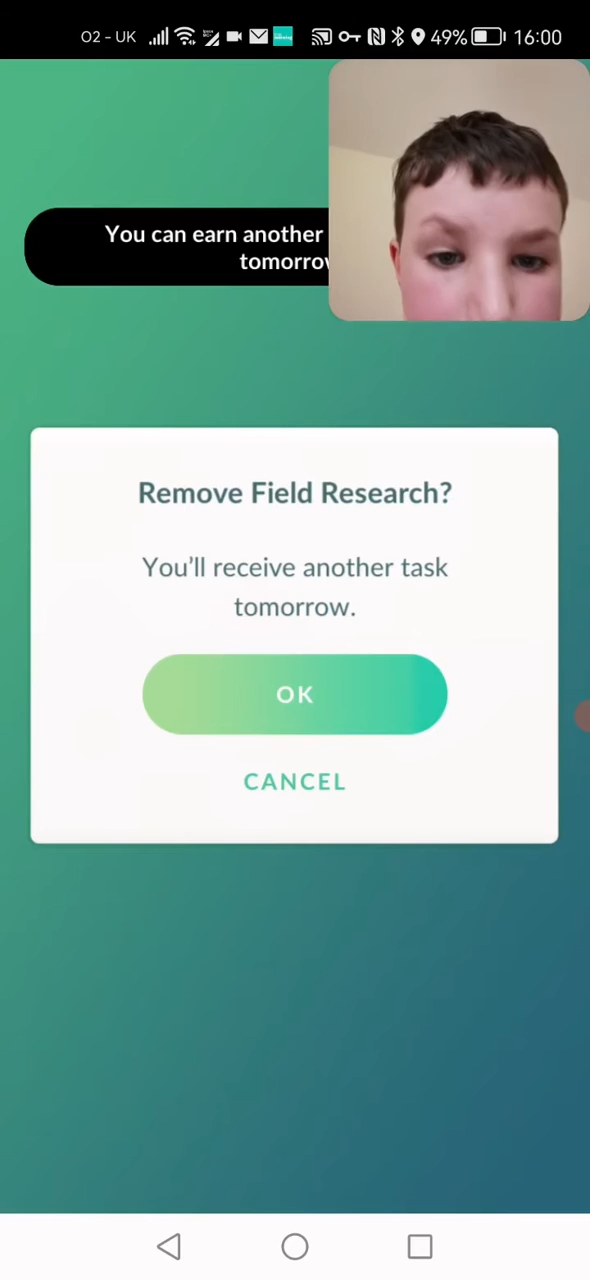 O2 - UK 49% 16:00
You can earn another
Remove Field Research?
You'll receive another task
tomorrow.
OK
CANCEL